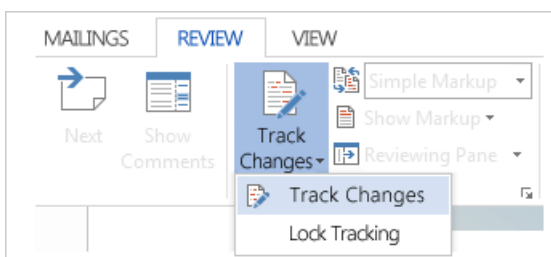 MAILINGS REVIEW VIEW
Next
Show Comments
Track Changes
Simple Markup
Show Markup
Reviewing Pane
Track Changes
Lock Tracking